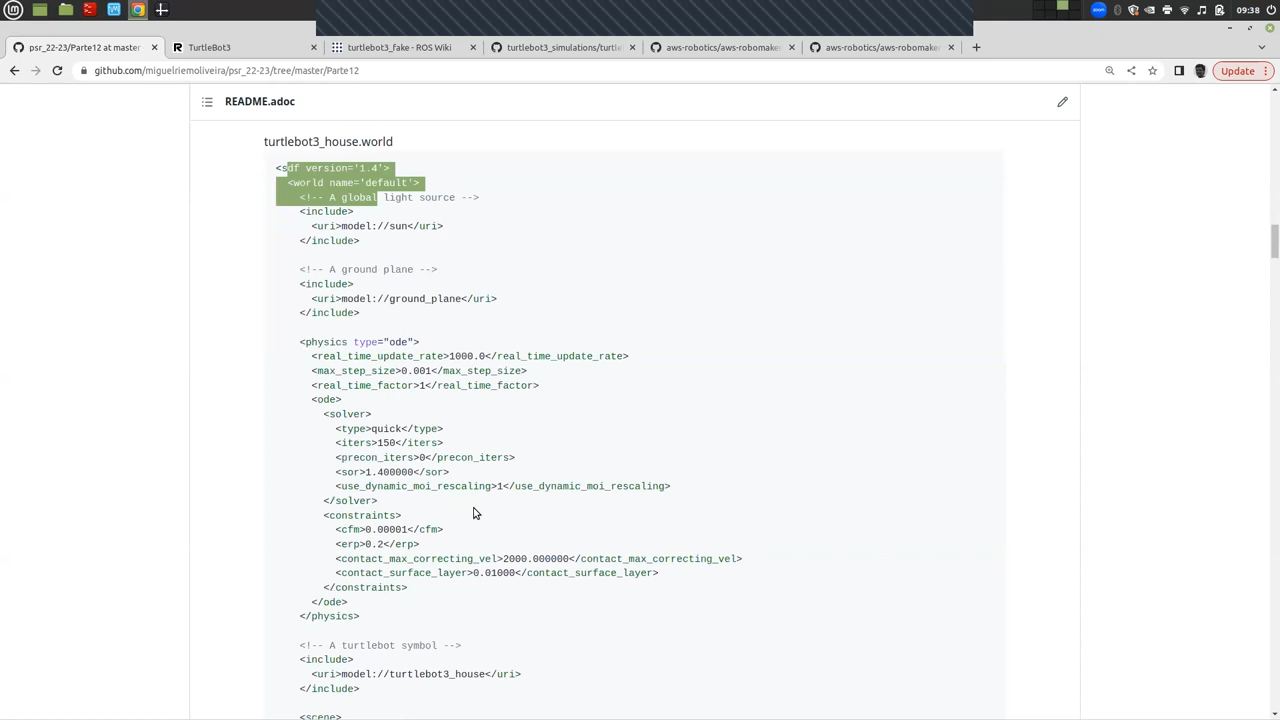 09:38
psr_22-23/Parte12 at master
TurtleBot3
turtlebot3_fake - ROS Wiki
turtlebot3_simulations/turtle
aws-robotics/aws-robomake
aws-robotics/aws-robomake
github.com/miguelriemoliveira/psr_22-23/tree/master/Parte12
Update
README.adoc
turtlebot3_house.world
<sdf version='1.4'>
<world name='default'>
<!-- A global light source -->
<include>
<uri>model://sun</uri>
</include>
<!-- A ground plane -->
<include>
<uri>model://ground_plane</uri>
</include>
<physics type="ode">
<real_time_update_rate>1000.0</real_time_update_rate>
<max_step_size>0.001</max_step_size>
<real_time_factor>1</real_time_factor>
<ode>
<solver>
<type>quick</type>
<iters>150</iters>
<precon_iters>0</precon_iters>
<sor>1.400000</sor>
<use_dynamic_moi_rescaling>1</use_dynamic_moi_rescaling>
</solver>
<constraints>
<cfm>0.00001</cfm>
<erp>0.2</erp>
<contact_max_correcting_vel>2000.000000</contact_max_correcting_vel>
<contact_surface_layer>0.01000</contact_surface_layer>
</constraints>
</ode>
</physics>
<!-- A turtlebot symbol -->
<include>
<uri>model://turtlebot3_house</uri>
</include>
<scene>